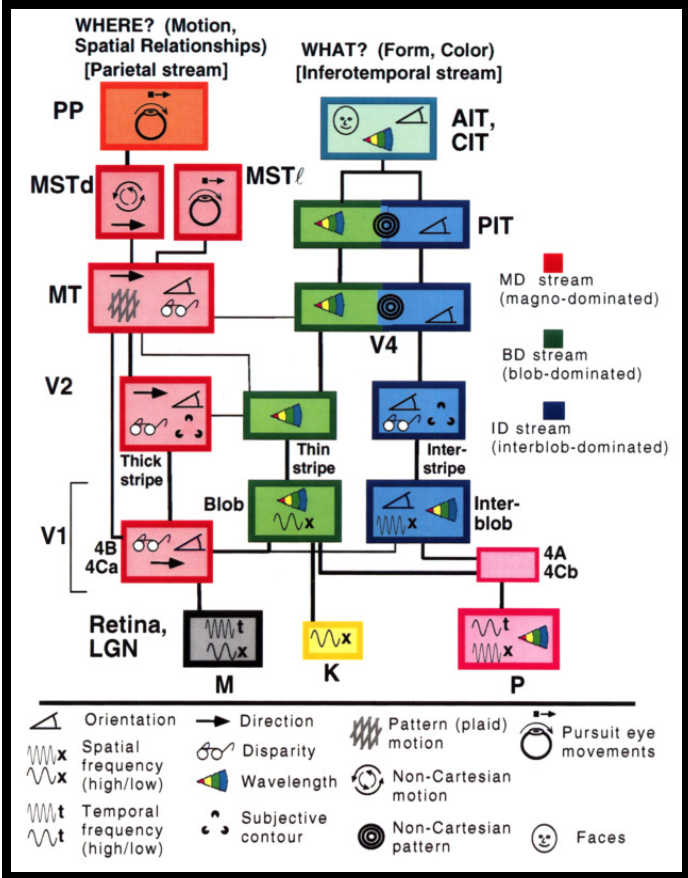 WHERE? (Motion,
Spatial Relationships)
[Parietal stream]
WHAT? (Form, Color)
[Inferotemporal stream]
PP
AIT,
CIT
MSTd
MSTℓ
PIT
MT
V4
MD stream
(magno-dominated)
BD stream
(blob-dominated)
ID stream
(interblob-dominated)
V2
Thick
stripe
Thin
stripe
Inter-
stripe
V1
Blob
Inter-
blob
x
x
4B
4Ca
4A
4Cb
Retina,
LGN
t
x
x
t
x
M
K
P
Orientation
Direction
Pattern (plaid)
motion
Pursuit eye
movements
x
x
Spatial
frequency
(high/low)
Disparity
Wavelength
Non-Cartesian
motion
t
t
Temporal
frequency
(high/low)
Subjective
contour
Non-Cartesian
pattern
Faces